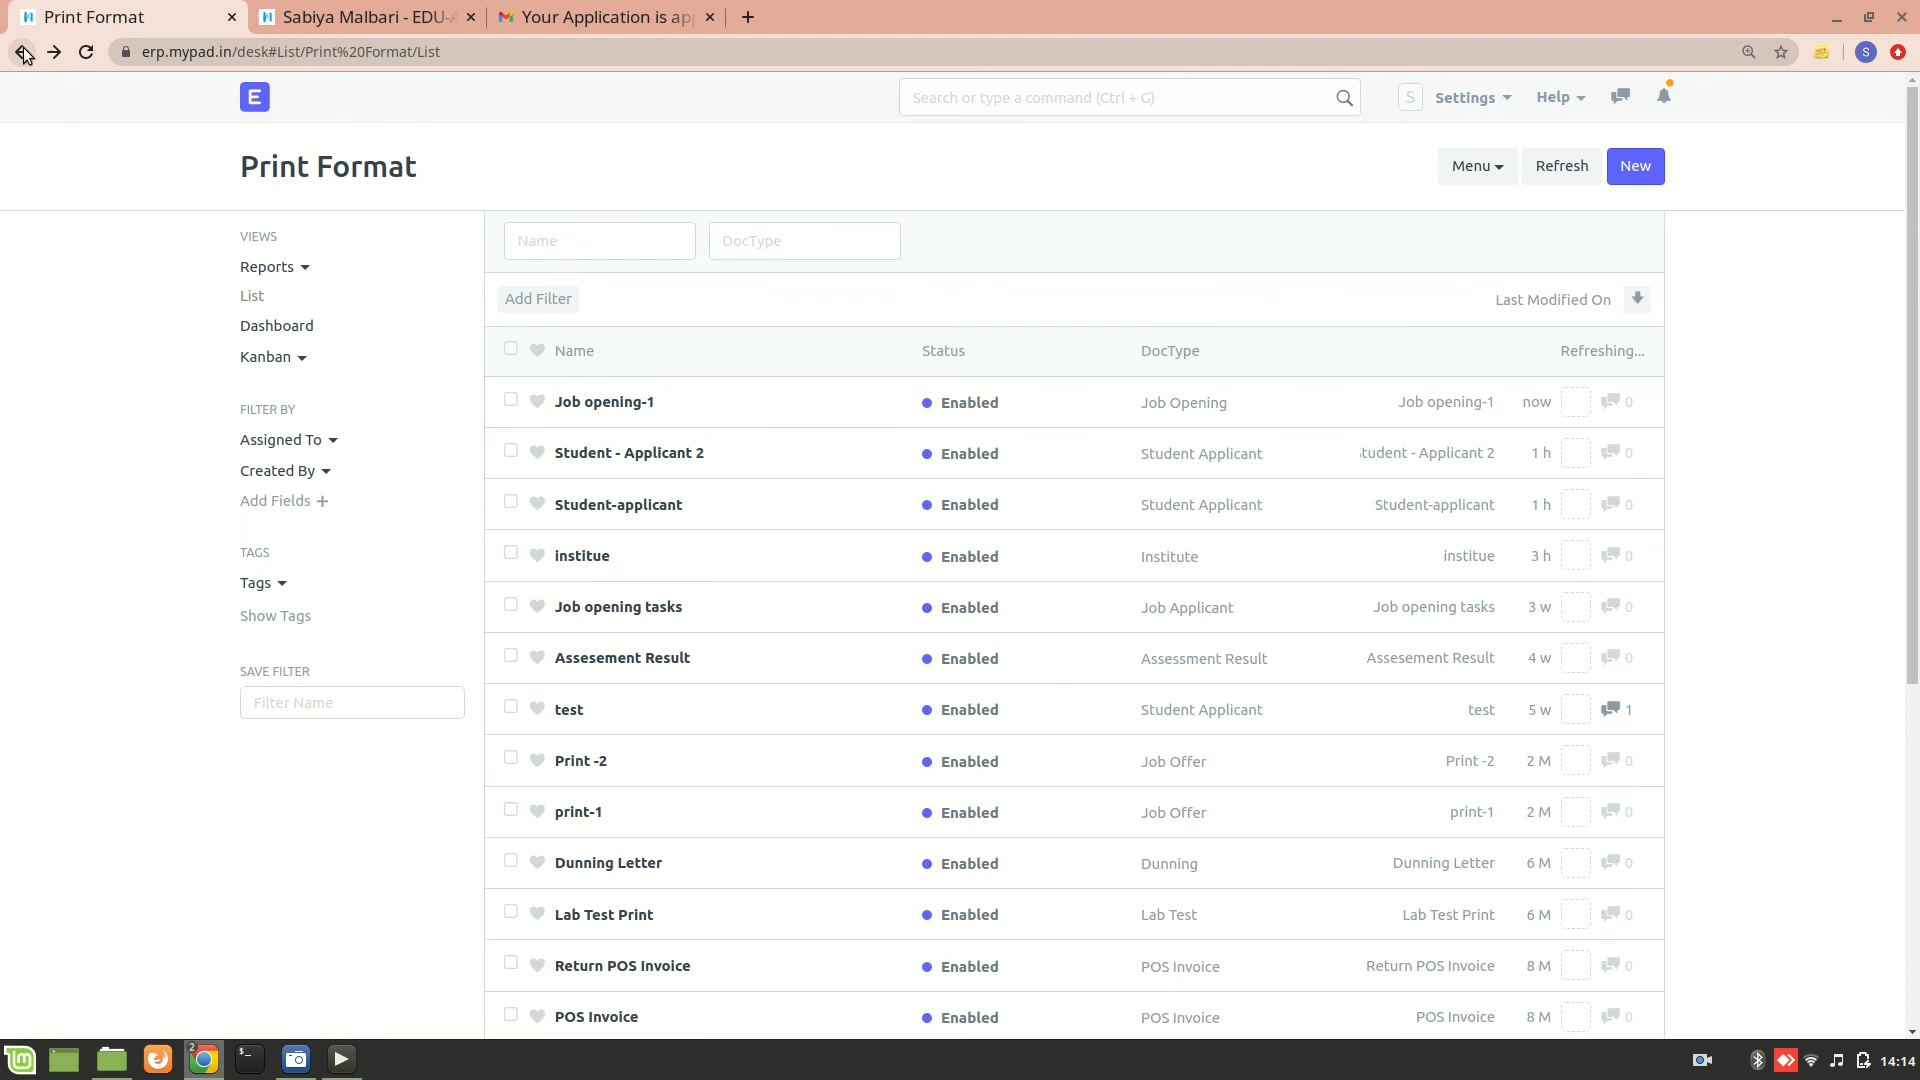 Print Format
Sabiya Malbari - EDU-A
Your Application is app
erp.mypad.in/desk#List/Print%20Format/List
S
E
Search or type a command (Ctrl + G)
S
Settings
Help
Print Format
Menu
Refresh
New
VIEWS
Reports
List
Dashboard
Kanban
FILTER BY
Assigned To
Created By
Add Fields
TAGS
Tags
Show Tags
SAVE FILTER
Filter Name
Name
DocType
Add Filter
Last Modified On
Name Status DocType Refreshing...
Job opening-1 Enabled Job Opening Job opening-1 now 0
Student - Applicant 2 Enabled Student Applicant tudent - Applicant 2 1 h 0
Student-applicant Enabled Student Applicant Student-applicant 1 h 0
institue Enabled Institute institue 3 h 0
Job opening tasks Enabled Job Applicant Job opening tasks 3 w 0
Assesement Result Enabled Assessment Result Assesement Result 4 w 0
test Enabled Student Applicant test 5 w 1
Print -2 Enabled Job Offer Print -2 2 M 0
print-1 Enabled Job Offer print-1 2 M 0
Dunning Letter Enabled Dunning Dunning Letter 6 M 0
Lab Test Print Enabled Lab Test Lab Test Print 6 M 0
Return POS Invoice Enabled POS Invoice Return POS Invoice 8 M 0
POS Invoice Enabled POS Invoice POS Invoice 8 M 0
2
14:14